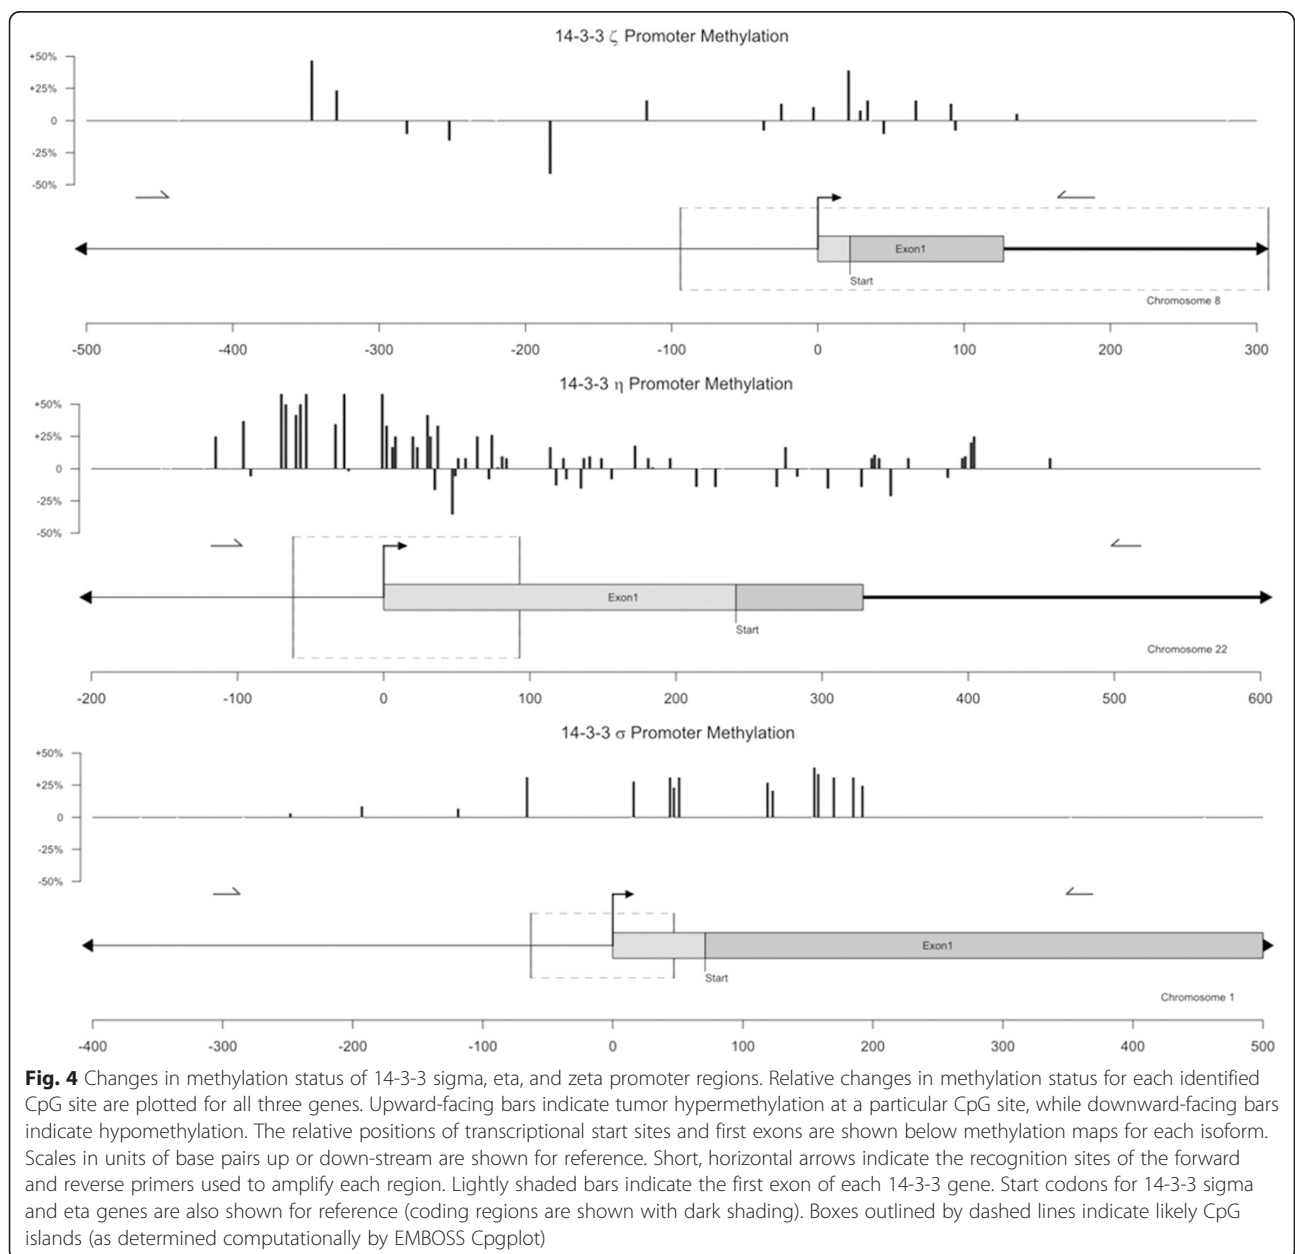 14-3-3 ζ Promoter Methylation
+50%
+25%
0
-25%
-50%
Exon1
Start
Chromosome 8
-500 -400 -300 -200 -100 0 100 200 300
14-3-3 η Promoter Methylation
+50%
+25%
0
-25%
-50%
Exon1
Start
Chromosome 22
-200 -100 0 100 200 300 400 500 600
14-3-3 σ Promoter Methylation
+50%
+25%
0
-25%
-50%
Exon1
Start
Chromosome 1
-400 -300 -200 -100 0 100 200 300 400 500
Fig. 4 Changes in methylation status of 14-3-3 sigma, eta, and zeta promoter regions. Relative changes in methylation status for each identified
CpG site are plotted for all three genes. Upward-facing bars indicate tumor hypermethylation at a particular CpG site, while downward-facing bars
indicate hypomethylation. The relative positions of transcriptional start sites and first exons are shown below methylation maps for each isoform.
Scales in units of base pairs up or down-stream are shown for reference. Short, horizontal arrows indicate the recognition sites of the forward
and reverse primers used to amplify each region. Lightly shaded bars indicate the first exon of each 14-3-3 gene. Start codons for 14-3-3 sigma
and eta genes are also shown for reference (coding regions are shown with dark shading). Boxes outlined by dashed lines indicate likely CpG
islands (as determined computationally by EMBOSS Cpgplot)